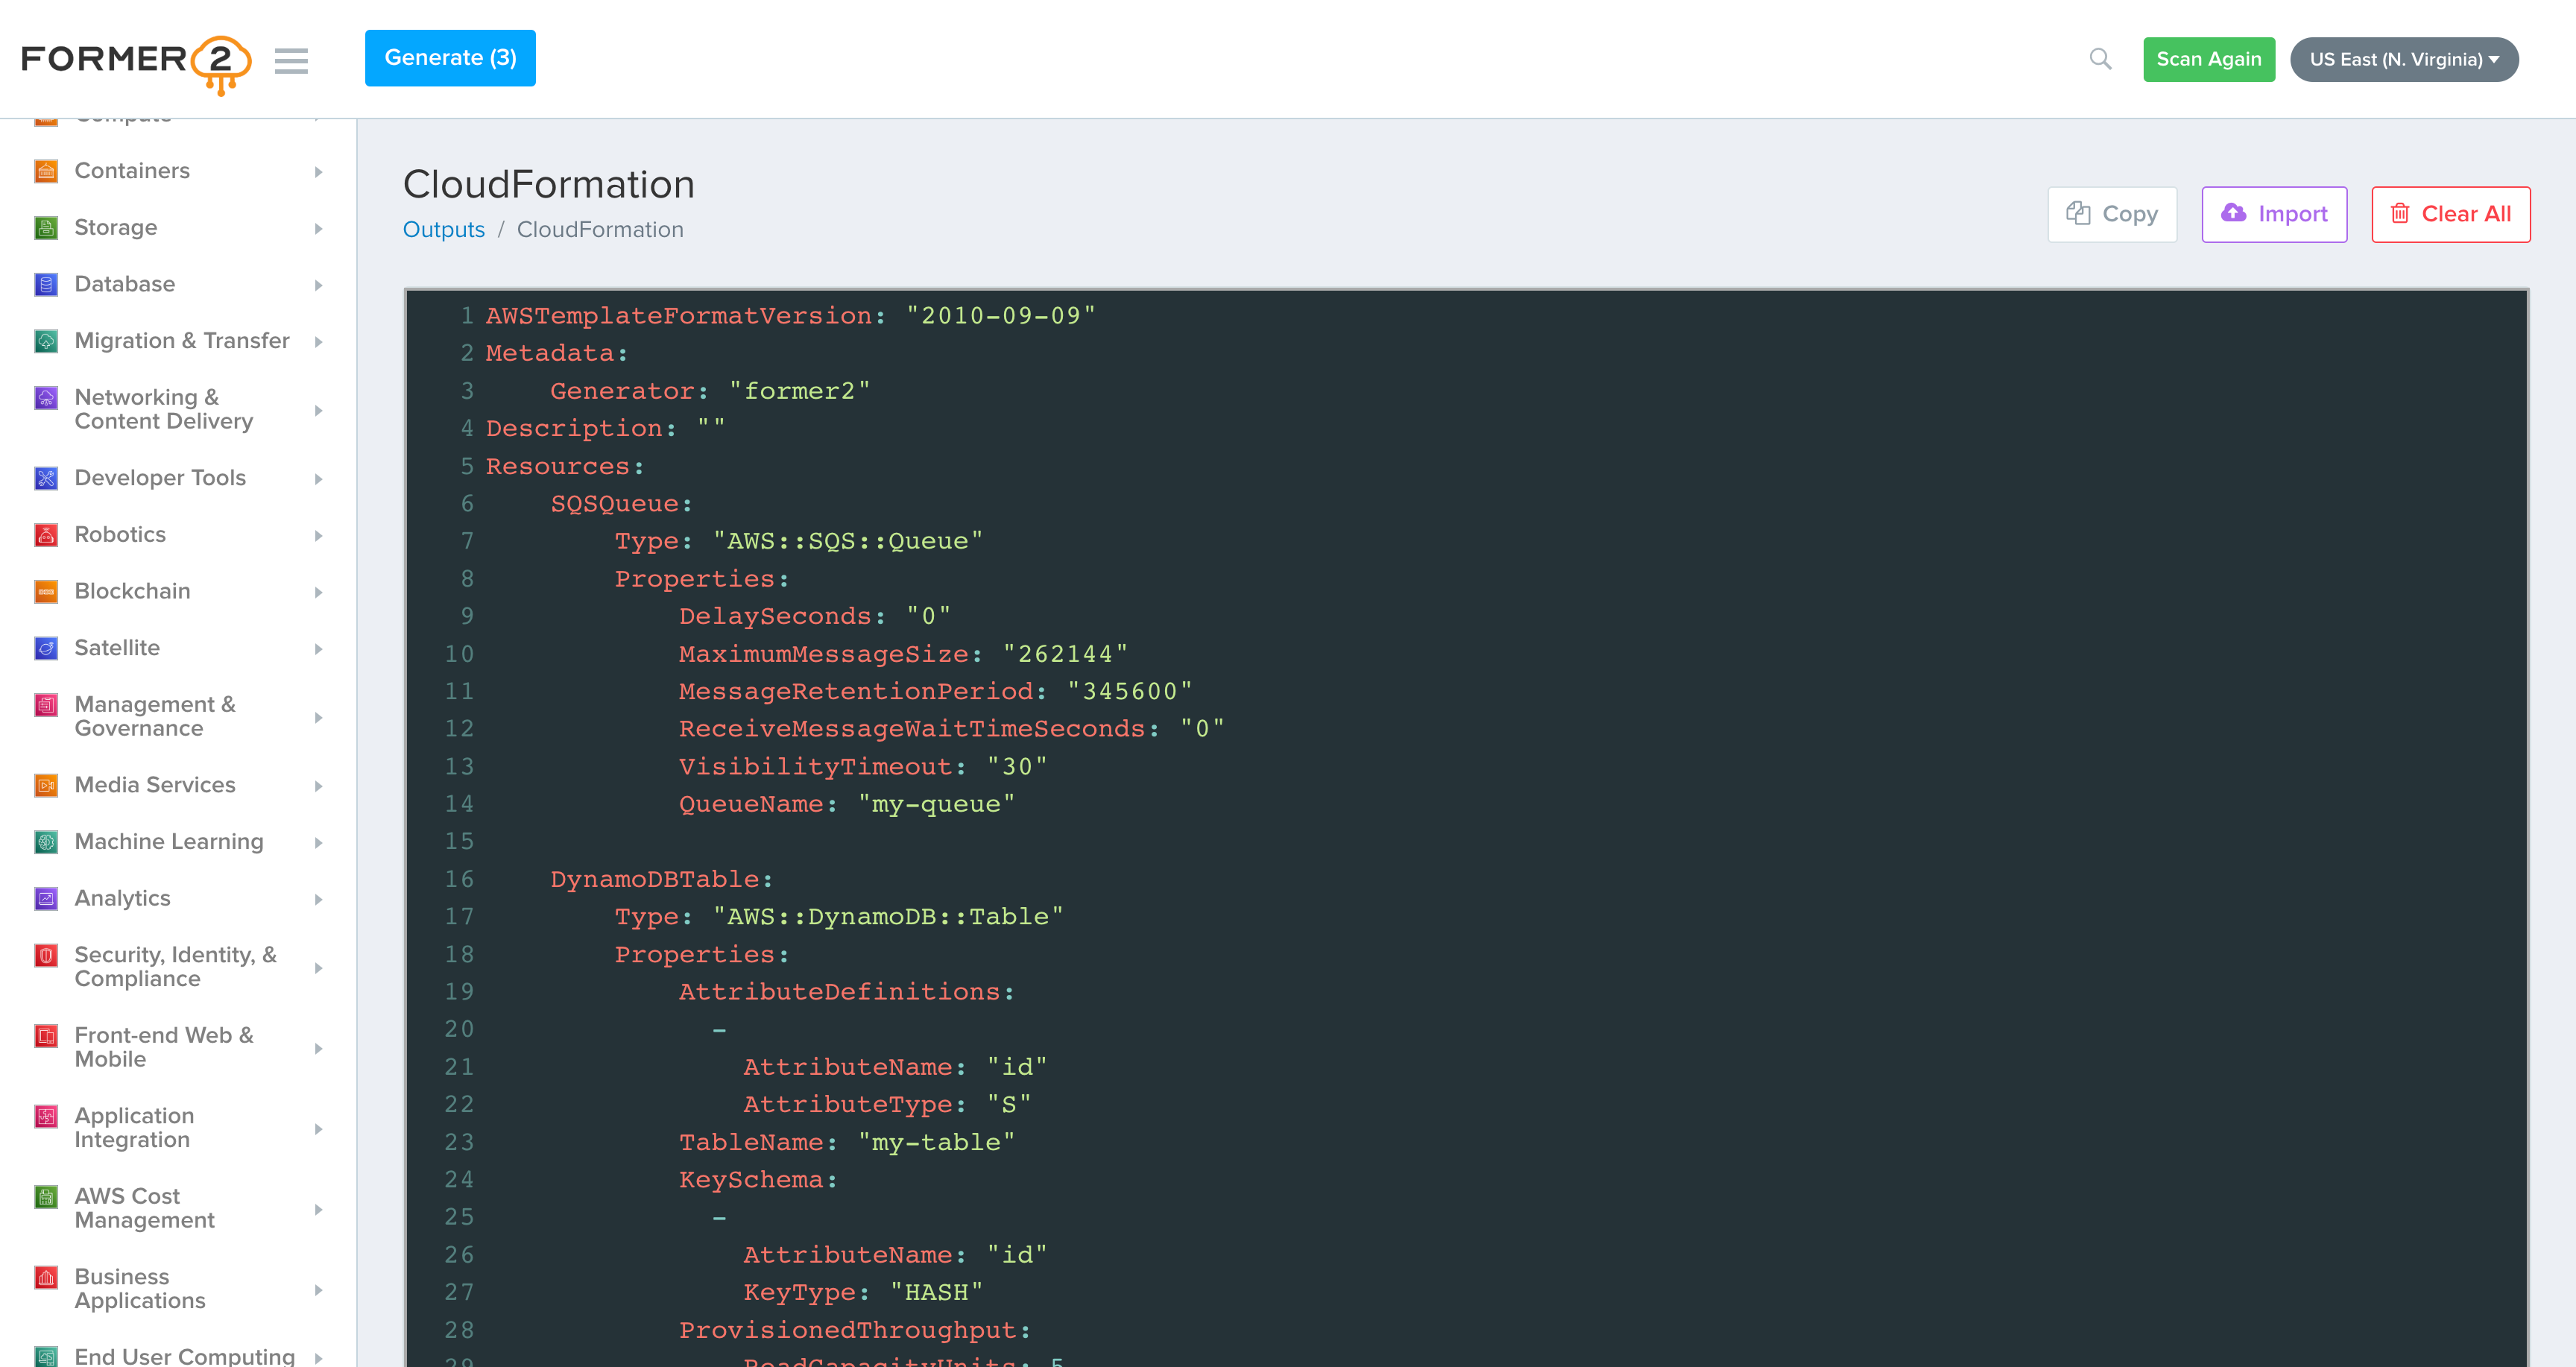 FORMER 2
Generate (3)
Scan Again
US East (N. Virginia)
Compute
Containers
Storage
Database
Migration & Transfer
Networking &
Content Delivery
Developer Tools
Robotics
Blockchain
Satellite
Management &
Governance
Media Services
Machine Learning
Analytics
Security, Identity, &
Compliance
Front-end Web &
Mobile
Application
Integration
AWS Cost
Management
Business
Applications
End User Computing
CloudFormation
Outputs / CloudFormation
Copy
Import
Clear All
1 AWSTemplateFormatVersion: "2010-09-09"
2 Metadata:
3     Generator: "former2"
4 Description: ""
5 Resources:
6     SQSQueue:
7         Type: "AWS::SQS::Queue"
8         Properties:
9             DelaySeconds: "0"
10             MaximumMessageSize: "262144"
11             MessageRetentionPeriod: "345600"
12             ReceiveMessageWaitTimeSeconds: "0"
13             VisibilityTimeout: "30"
14             QueueName: "my-queue"
15
16     DynamoDBTable:
17         Type: "AWS::DynamoDB::Table"
18         Properties:
19             AttributeDefinitions:
20               -
21                 AttributeName: "id"
22                 AttributeType: "S"
23             TableName: "my-table"
24             KeySchema:
25               -
26                 AttributeName: "id"
27                 KeyType: "HASH"
28             ProvisionedThroughput:
29                 ReadCapacityUnits: 5